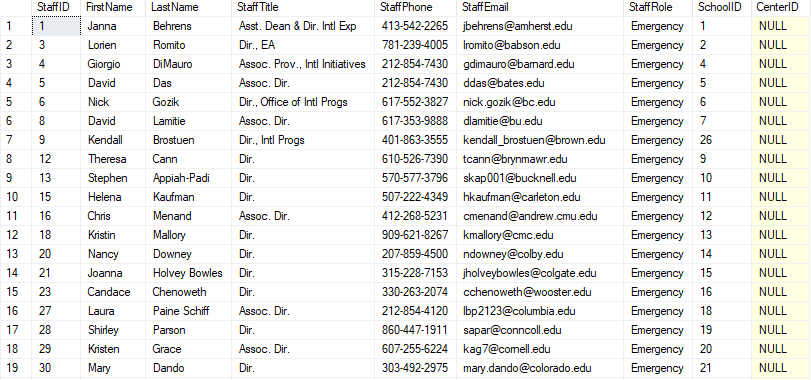 StaffID FirstName LastName StaffTitle StaffPhone StaffEmail StaffRole SchoolID CenterID
1 1 Janna Behrens Asst. Dean & Dir. Intl Exp 413-542-2265 jbehrens@amherst.edu Emergency 1 NULL
2 3 Lorien Romito Dir., EA 781-239-4005 lromito@babson.edu Emergency 2 NULL
3 4 Giorgio DiMauro Assoc. Prov., Intl Initiatives 212-854-7430 gdimauro@barnard.edu Emergency 4 NULL
4 5 David Das Assoc. Dir. 212-854-7430 ddas@bates.edu Emergency 5 NULL
5 6 Nick Gozik Dir., Office of Intl Progs 617-552-3827 nick.gozik@bc.edu Emergency 6 NULL
6 8 David Lamitie Assoc. Dir. 617-353-9888 dlamitie@bu.edu Emergency 7 NULL
7 9 Kendall Brostuen Dir., Intl Progs 401-863-3555 kendall_brostuen@brown.edu Emergency 26 NULL
8 12 Theresa Cann Dir. 610-526-7390 tcann@brynmawr.edu Emergency 9 NULL
9 13 Stephen Appiah-Padi Dir. 570-577-3796 skap001@bucknell.edu Emergency 10 NULL
10 15 Helena Kaufman Dir. 507-222-4349 hkaufman@carleton.edu Emergency 11 NULL
11 16 Chris Menand Assoc. Dir. 412-268-5231 cmenand@andrew.cmu.edu Emergency 12 NULL
12 18 Kristin Mallory Dir. 909-621-8267 kmallory@cmc.edu Emergency 13 NULL
13 20 Nancy Downey Dir. 207-859-4500 ndowney@colby.edu Emergency 14 NULL
14 21 Joanna Holvey Bowles Dir. 315-228-7153 jholveybowles@colgate.edu Emergency 15 NULL
15 23 Candace Chenoweth Dir. 330-263-2074 cchenoweth@wooster.edu Emergency 16 NULL
16 27 Laura Paine Schiff Assoc. Dir. 212-854-4120 lbp2123@columbia.edu Emergency 18 NULL
17 28 Shirley Parson Dir. 860-447-1911 sapar@conncoll.edu Emergency 19 NULL
18 29 Kristen Grace Assoc. Dir. 607-255-6224 kag7@cornell.edu Emergency 20 NULL
19 30 Mary Dando Dir. 303-492-2975 mary.dando@colorado.edu Emergency 21 NULL